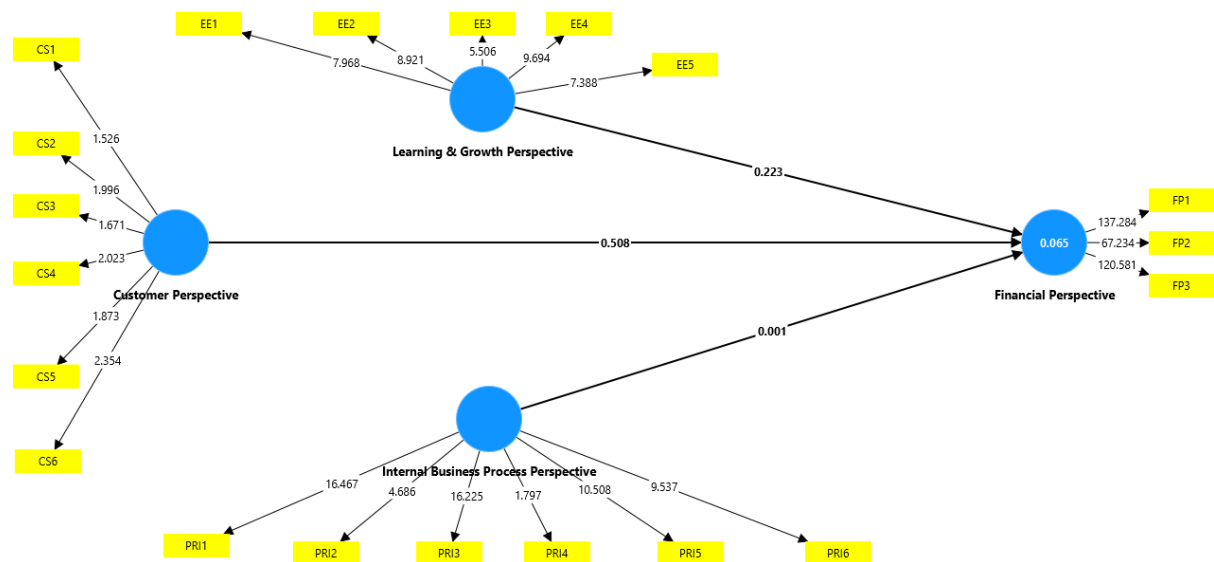 EE1
EE2
EE3
EE4
EE5
CS1
7.968
8.921
5.506
9.694
7.388
Learning & Growth Perspective
CS2
1.526
CS3
1.996
1.671
CS4
2.023
Customer Perspective
1.873
CS5
2.354
CS6
0.223
0.508
0.001
0.065
Financial Perspective
137.284
67.234
120.581
FP1
FP2
FP3
Internal Business Process Perspective
16.467
4.686
16.225
1.797
10.508
9.537
PRI1
PRI2
PRI3
PRI4
PRI5
PRI6